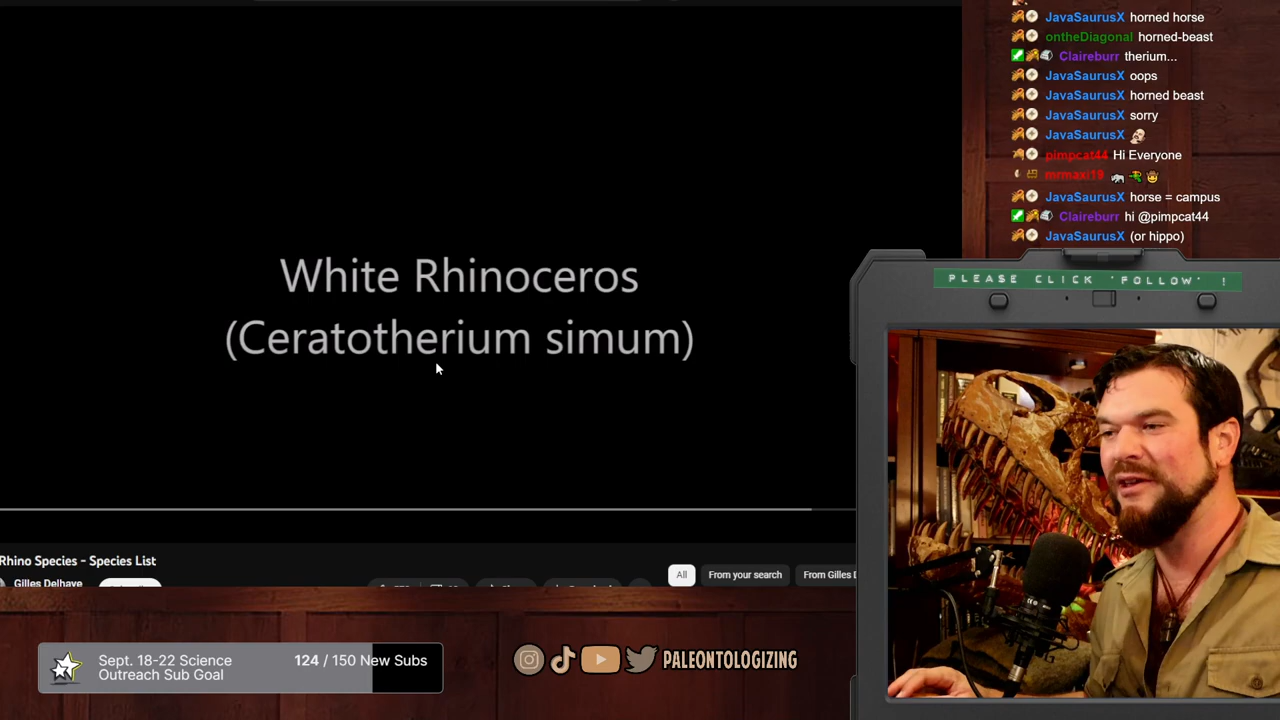 JavaSaurusX horned horse
ontheDiagonal horned-beast
Claireburr therium...
JavaSaurusX oops
JavaSaurusX horned beast
JavaSaurusX sorry
JavaSaurusX
pimpcat44 Hi Everyone
mrmaxi19
JavaSaurusX horse = campus
Claireburr hi @pimpcat44
JavaSaurusX (or hippo)
PLEASE CLICK "FOLLOW" !
White Rhinoceros
(Ceratotherium simum)
Rhino Species - Species List
Gilles Delhaye
All
From your search
From Gilles D
Sept. 18-22 Science
Outreach Sub Goal
124 / 150 New Subs
PALEONTOLOGIZING